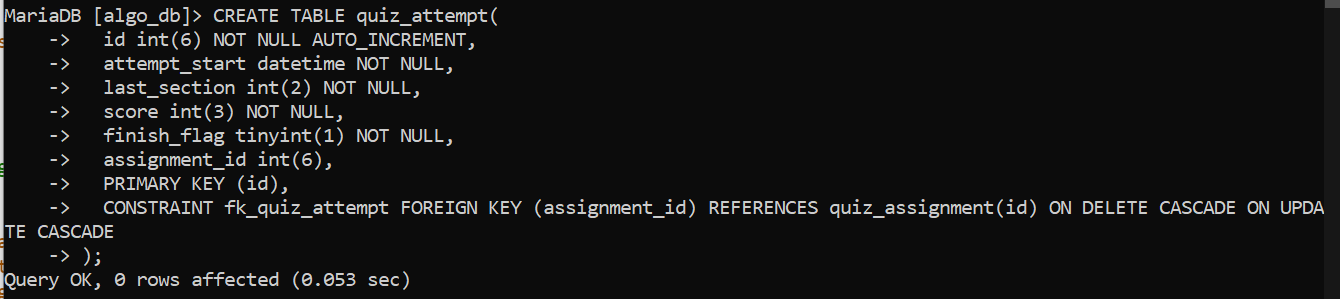 MariaDB [algo_db]> CREATE TABLE quiz_attempt(
    ->   id int(6) NOT NULL AUTO_INCREMENT,
    ->   attempt_start datetime NOT NULL,
    ->   last_section int(2) NOT NULL,
    ->   score int(3) NOT NULL,
    ->   finish_flag tinyint(1) NOT NULL,
    ->   assignment_id int(6),
    ->   PRIMARY KEY (id),
    ->   CONSTRAINT fk_quiz_attempt FOREIGN KEY (assignment_id) REFERENCES quiz_assignment(id) ON DELETE CASCADE ON UPDA
TE CASCADE
    -> );
Query OK, 0 rows affected (0.053 sec)